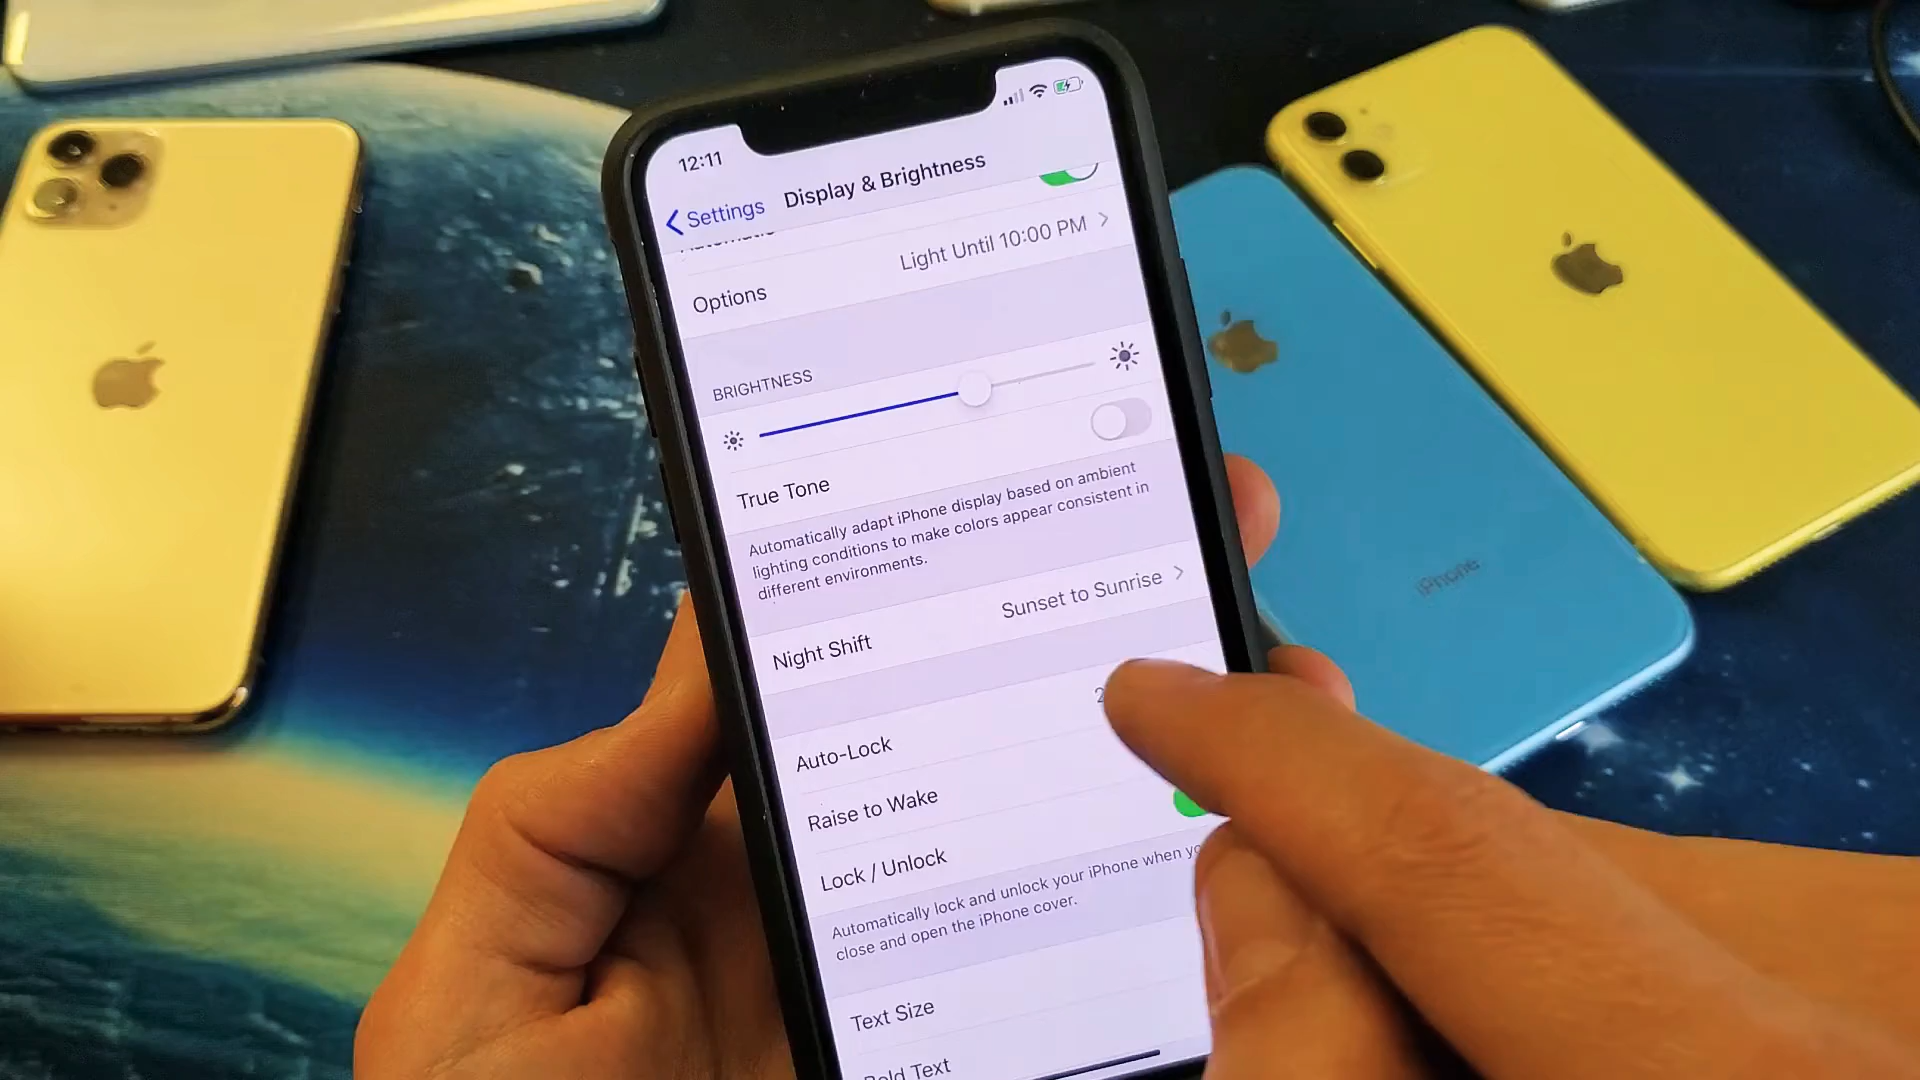 12:11
Settings
Display & Brightness
Options
Light Until 10:00 PM
BRIGHTNESS
True Tone
Automatically adapt iPhone display based on ambient
lighting conditions to make colors appear consistent in
different environments.
Night Shift
Sunset to Sunrise
Auto-Lock
Raise to Wake
Lock / Unlock
Automatically lock and unlock your iPhone when
close and open the iPhone cover.
Text Size
Bold Text
iPhone